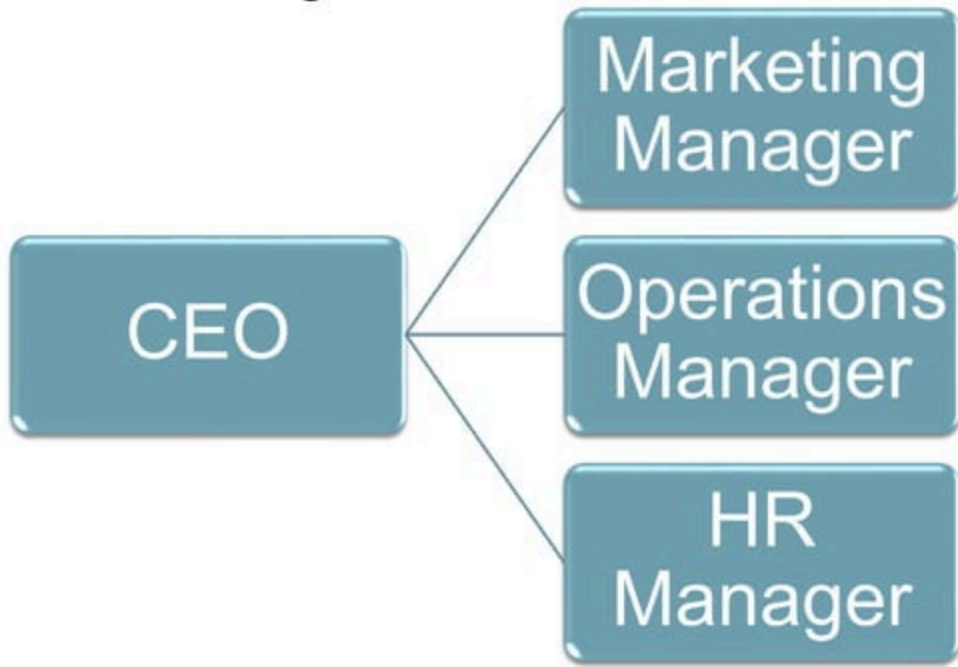 CEO
Marketing
Manager
Operations
Manager
HR
Manager